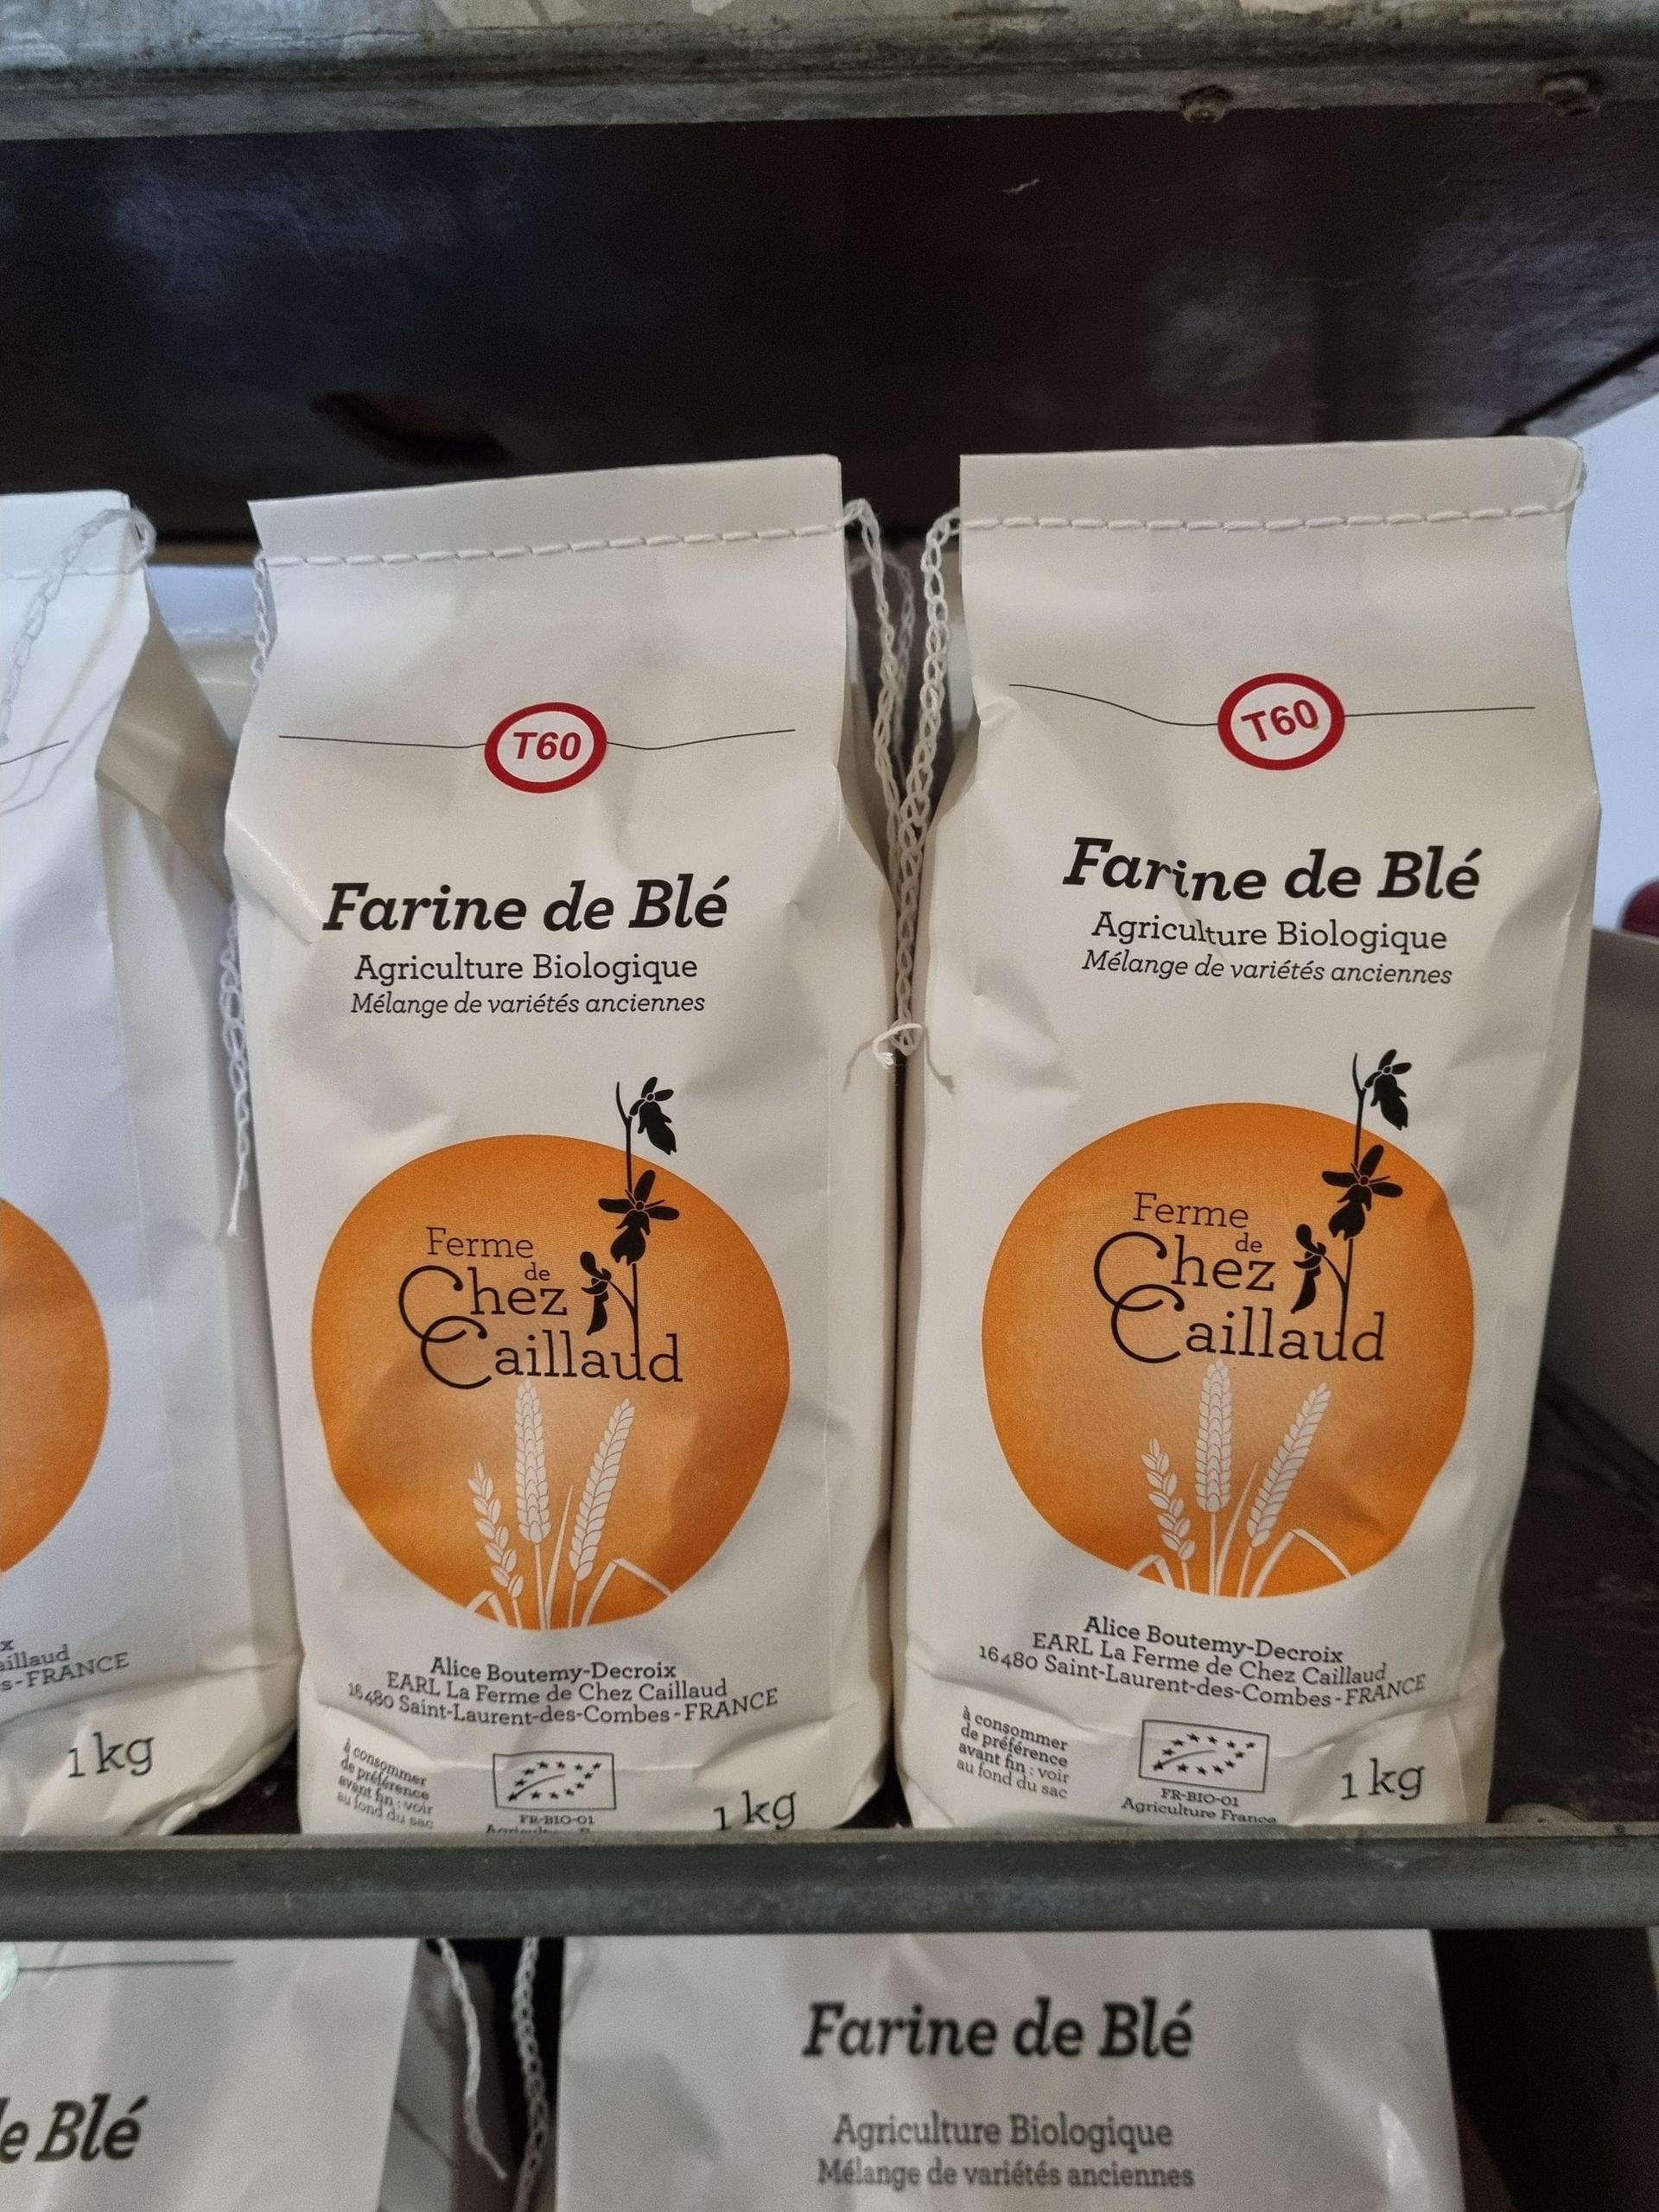 T60
Farine de Blé
Agriculture Biologique
Mélange de variétés anciennes
Ferme
de
Chez
Caillaud
Alice Boutemy-Decroix
EARL La Ferme de Chez Caillaud
16480 Saint-Laurent-des-Combes - FRANCE
à consommer
de préférence
avant fin : voir
au fond du sac
FR-BIO-01
1 kg
T60
Farine de Blé
Agriculture Biologique
Mélange de variétés anciennes
Ferme
de
Chez
Caillaud
Alice Boutemy-Decroix
EARL La Ferme de Chez Caillaud
16480 Saint-Laurent-des-Combes - FRANCE
à consommer
de préférence
avant fin : voir
au fond du sac
FR-BIO-01
Agriculture France
1 kg
x
aillaud
s - FRANCE
1 kg
e Blé
Farine de Blé
Agriculture Biologique
Mélange de variétés anciennes